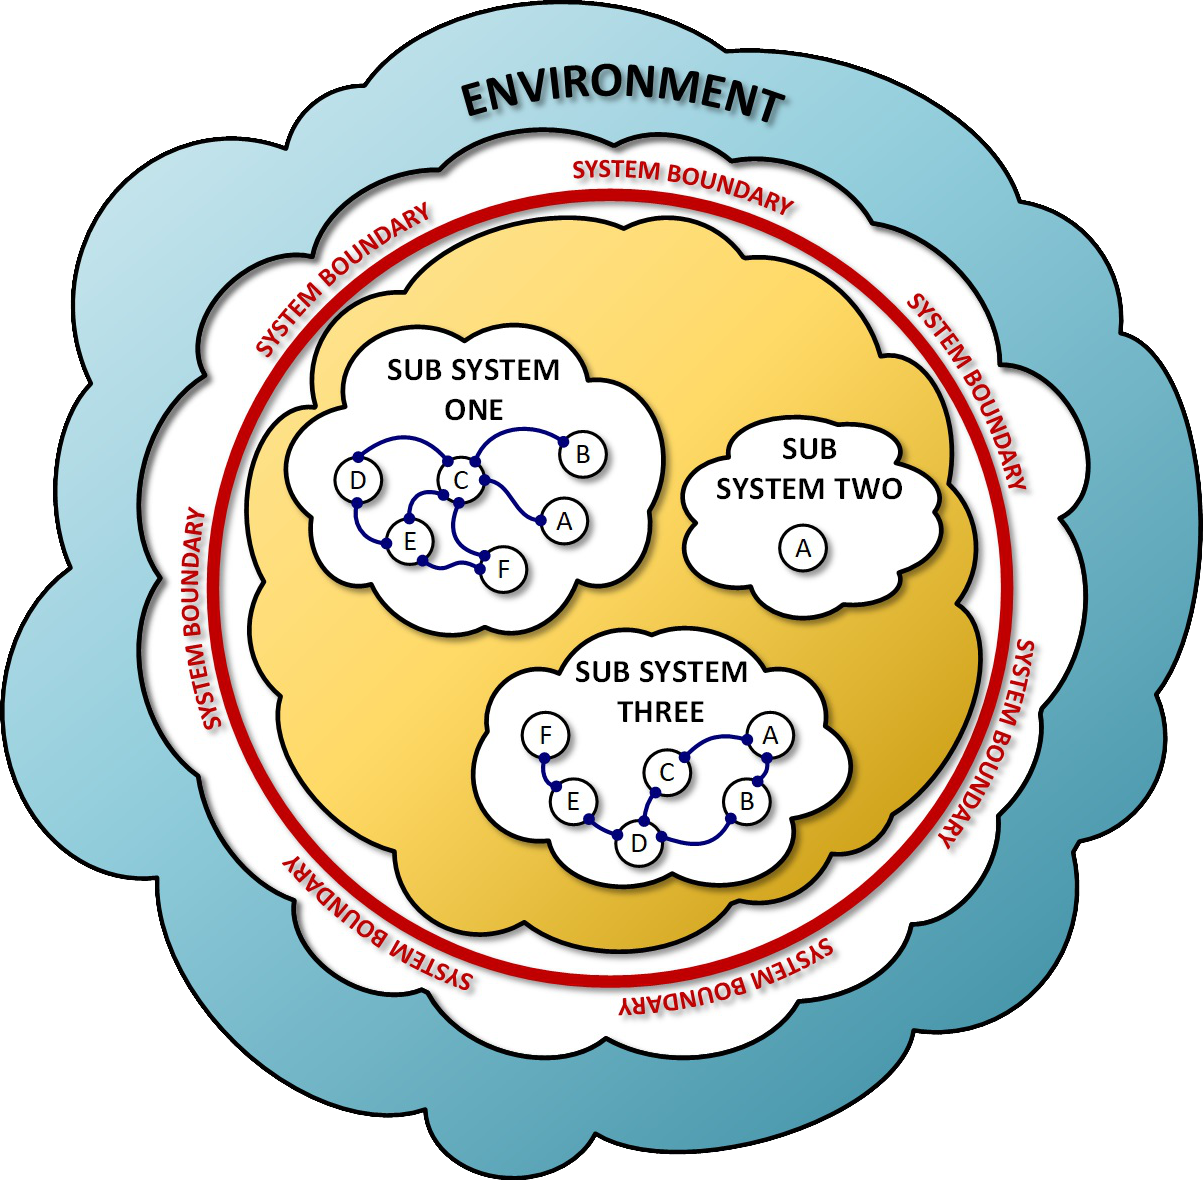 ENVIRONMENT
SYSTEM BOUNDARY
SYSTEM BOUNDARY
SYSTEM BOUNDARY
SUB SYSTEM
ONE
B
D
C
A
E
F
SUB
SYSTEM TWO
A
SYSTEM BOUNDARY
SYSTEM BOUNDARY
SUB SYSTEM
THREE
F
A
C
E
B
D
SYSTEM BOUNDARY
SYSTEM BOUNDARY